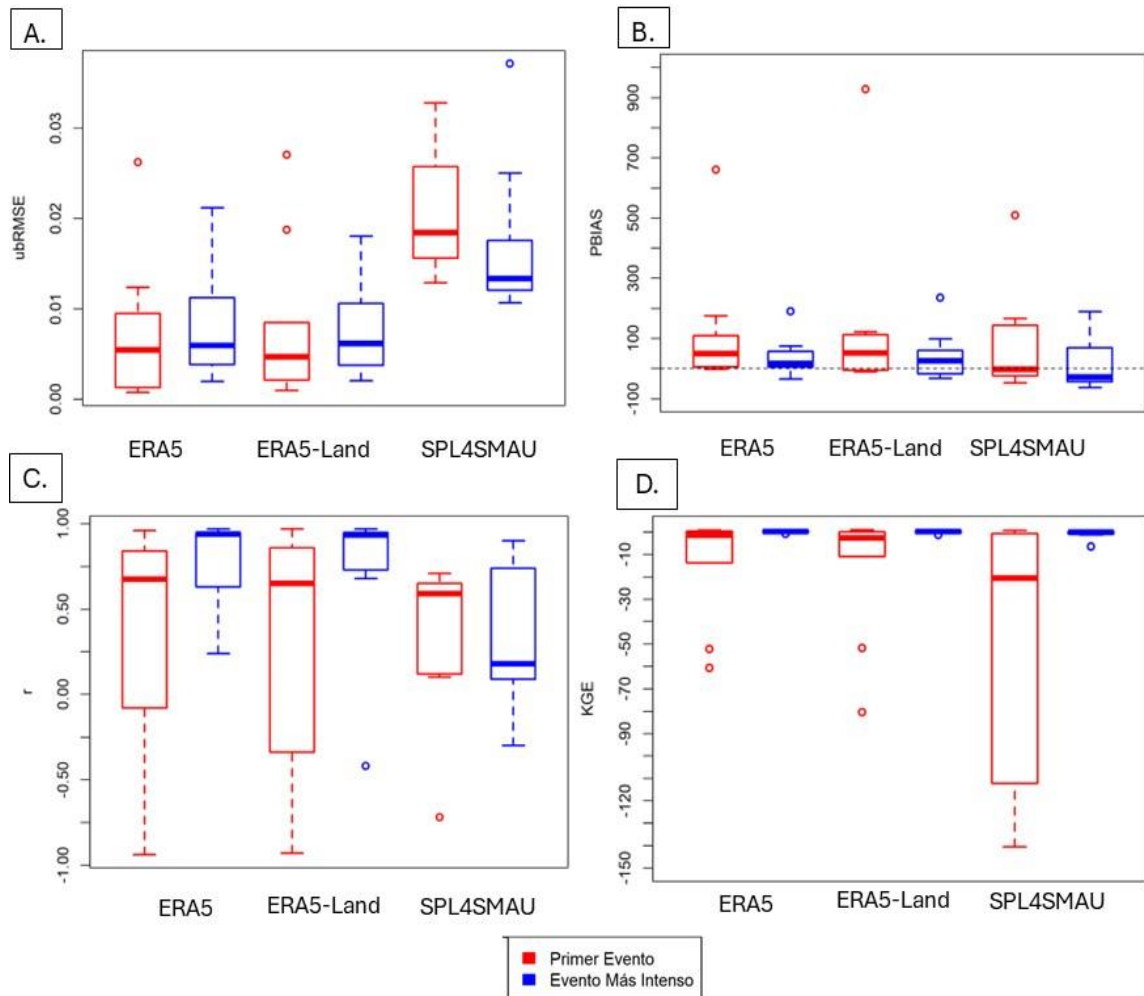 A.
ubRMSE
0.03
0.02
0.01
0.00
ERA5 ERA5-Land SPL4SMAU
B.
PBIAS
900
700
500
300
100
-100
ERA5 ERA5-Land SPL4SMAU
C.
r
1.00
0.50
0.00
-0.50
-1.00
ERA5 ERA5-Land SPL4SMAU
D.
KGE
-10
-30
-50
-70
-90
-120
-150
ERA5 ERA5-Land SPL4SMAU
Primer Evento
Evento Más Intenso